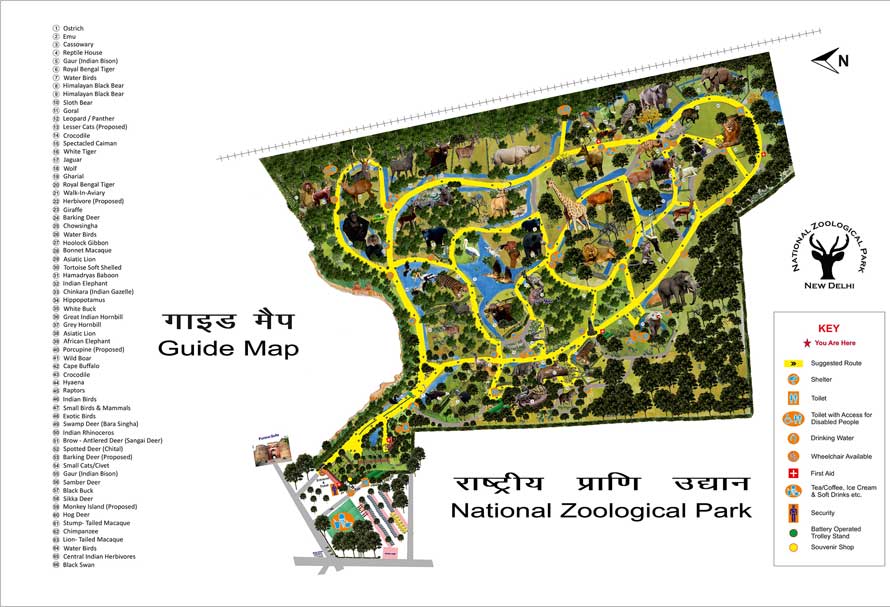 1 Ostrich
2 Emu
3 Cassowary
4 Reptile House
5 Gaur (Indian Bison)
6 Royal Bengal Tiger
7 Water Birds
8 Himalayan Black Bear
9 Himalayan Black Bear
10 Sloth Bear
11 Goral
12 Leopard / Panther
13 Lesser Cats (Proposed)
14 Crocodile
15 Spectacled Caiman
16 White Tiger
17 Jaguar
18 Wolf
19 Gharial
20 Royal Bengal Tiger
21 Walk-In-Aviary
22 Herbivore (Proposed)
23 Giraffe
24 Barking Deer
25 Chowsingha
26 Water Birds
27 Hoolock Gibbon
28 Bonnet Macaque
29 Asiatic Lion
30 Tortoise Soft Shelled
31 Hamadryas Baboon
32 Indian Elephant
33 Chinkara (Indian Gazelle)
34 Hippopotamus
35 White Buck
36 Great Indian Hornbill
37 Grey Hornbill
38 Asiatic Lion
39 African Elephant
40 Porcupine (Proposed)
41 Wild Boar
42 Cape Buffalo
43 Crocodile
44 Hyaena
45 Raptors
46 Indian Birds
47 Small Birds & Mammals
48 Exotic Birds
49 Swamp Deer (Bara Singha)
50 Indian Rhinoceros
51 Brow - Antlered Deer (Sangai Deer)
52 Spotted Deer (Chital)
53 Barking Deer (Proposed)
54 Small Cats/Civet
55 Gaur (Indian Bison)
56 Samber Deer
57 Black Buck
58 Sikka Deer
59 Monkey Island (Proposed)
60 Hog Deer
61 Stump- Tailed Macaque
62 Chimpanzee
63 Lion- Tailed Macaque
64 Water Birds
65 Central Indian Herbivores
66 Black Swan
गाइड मैप
Guide Map
N
NATIONAL ZOOLOGICAL PARK
NEW DELHI
KEY
You Are Here
Suggested Route
Shelter
Toilet
Toilet with Access for
Disabled People
Drinking Water
Wheelchair Available
First Aid
Tea/Coffee, Ice Cream
& Soft Drinks etc.
Security
Battery Operated
Trolley Stand
Souvenir Shop
राष्ट्रीय प्राणि उद्यान
National Zoological Park